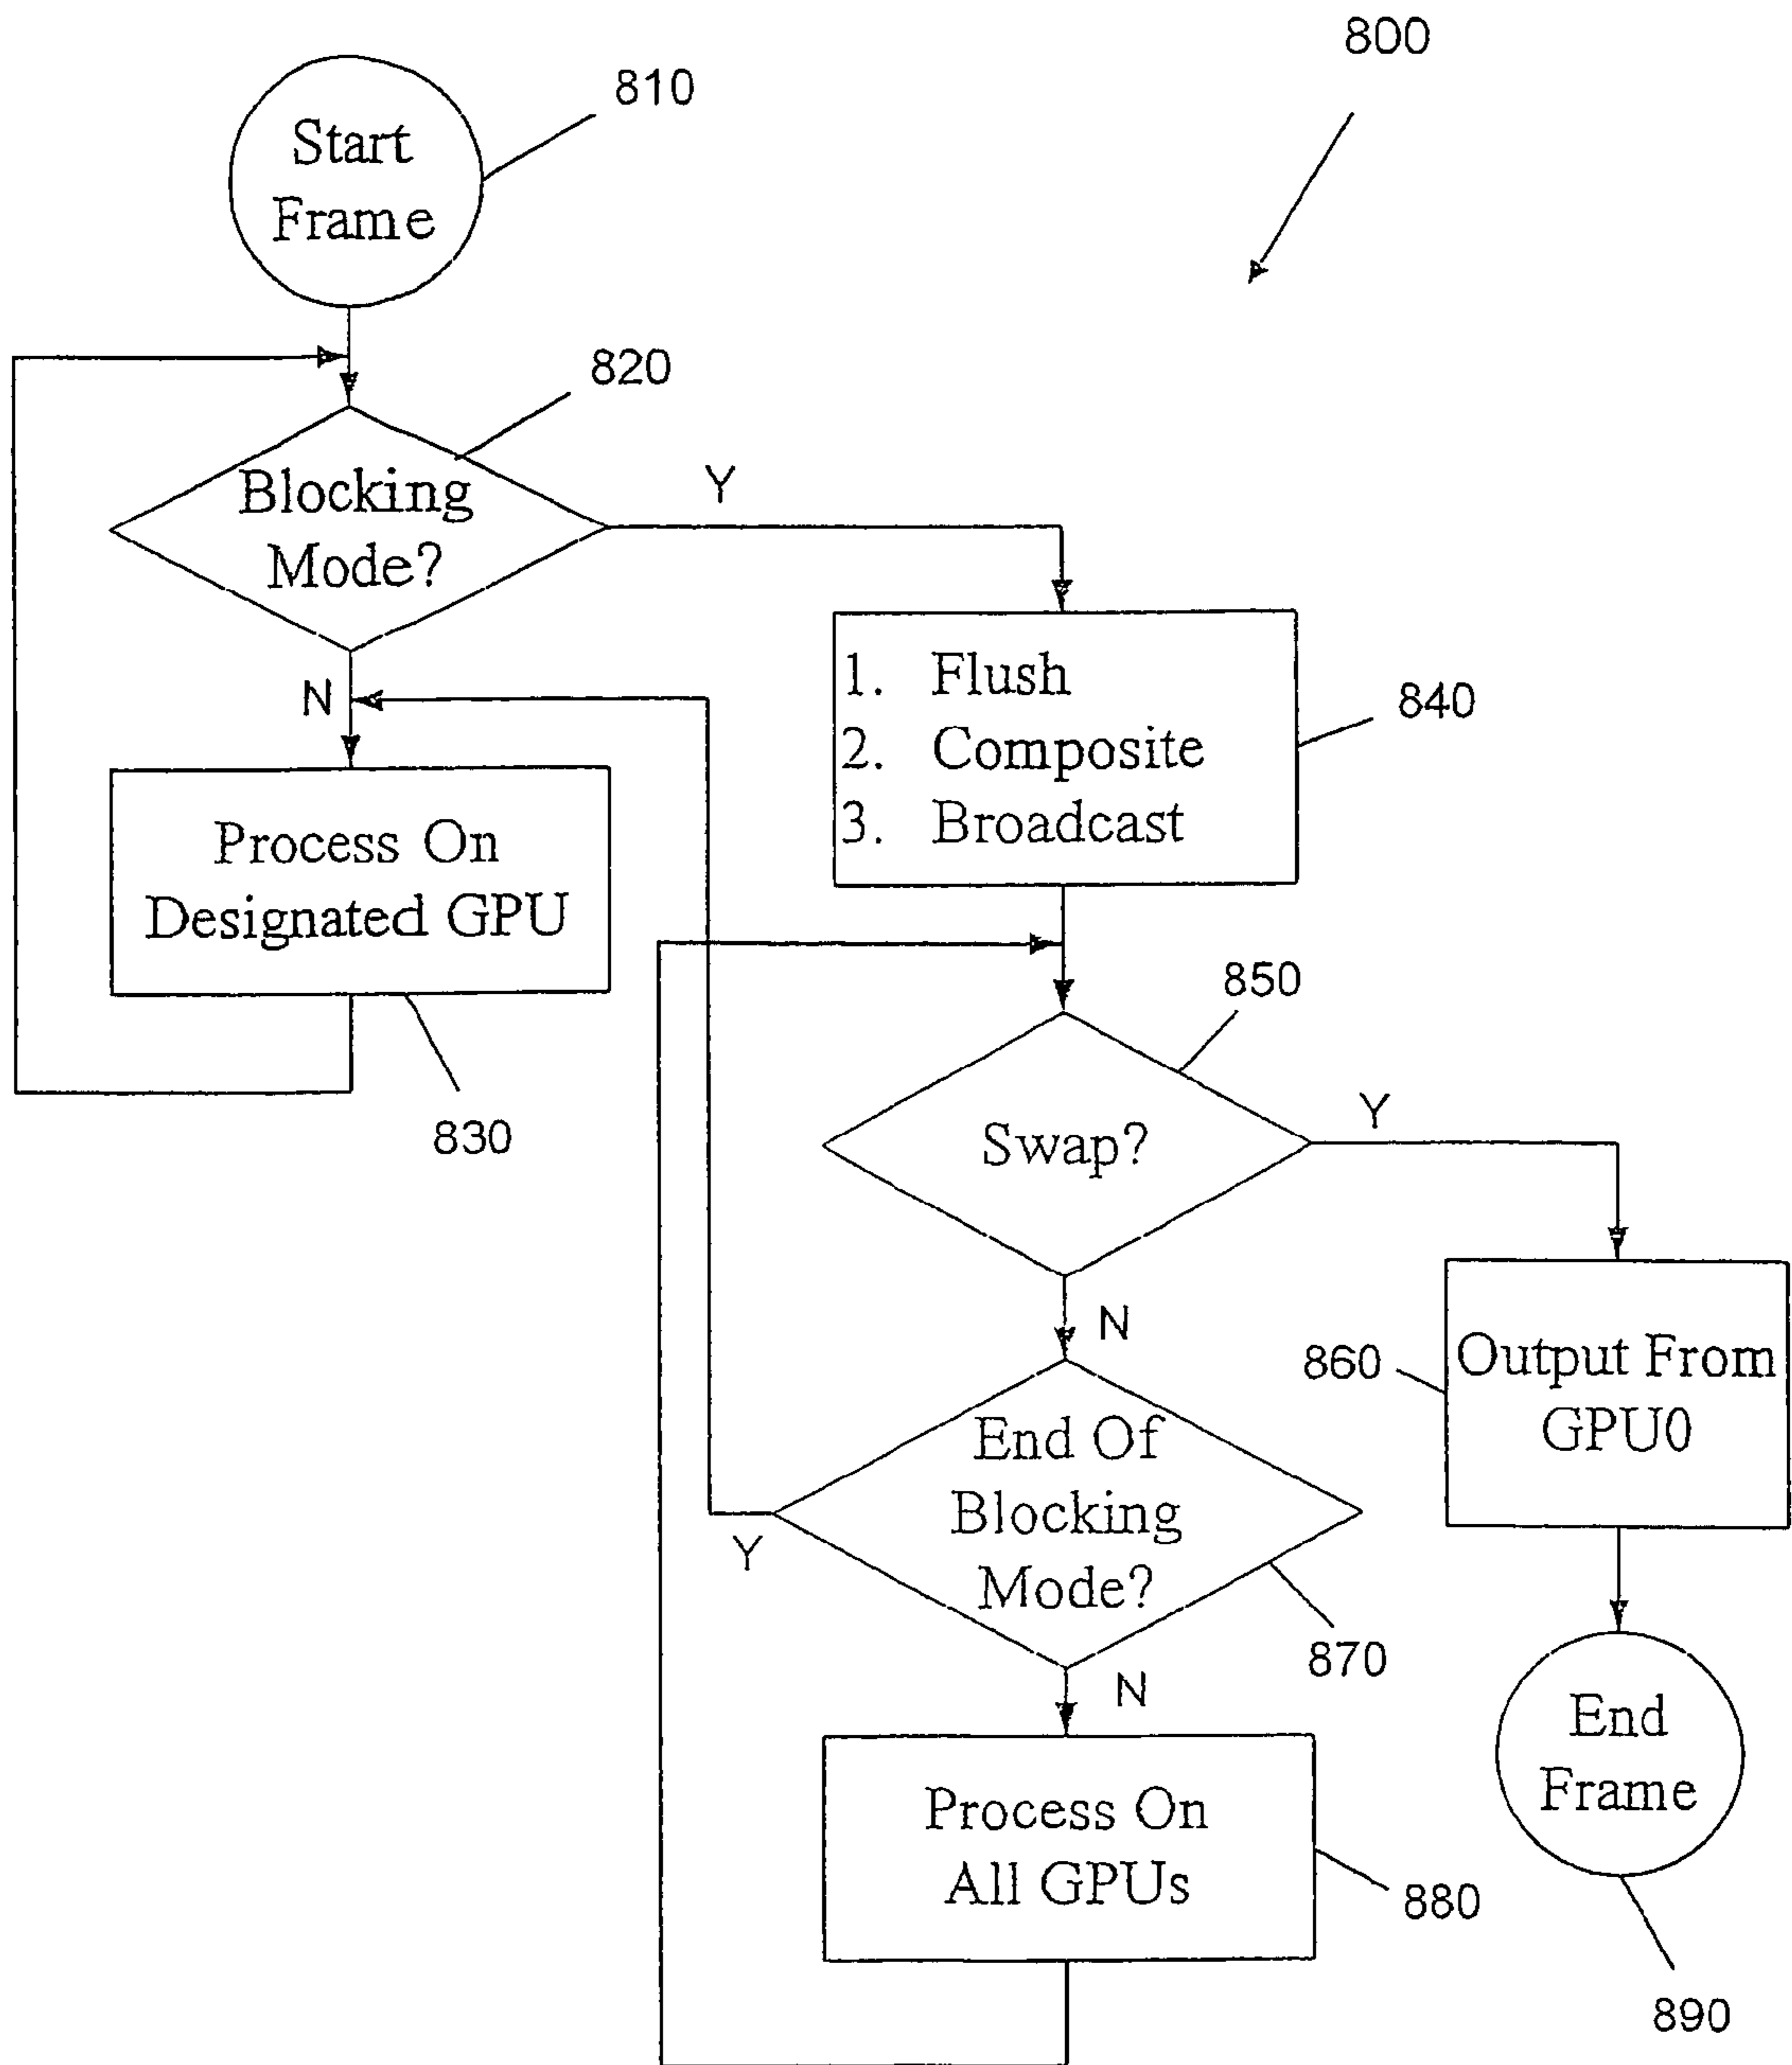 800
810
Start
Frame
820
Blocking
Mode?
Y
N
840
1. Flush
2. Composite
3. Broadcast
Process On
Designated GPU
830
850
Swap?
Y
N
860
Output From
GPU0
End Of
Blocking
Mode?
Y
870
N
End
Frame
Process On
All GPUs
880
890